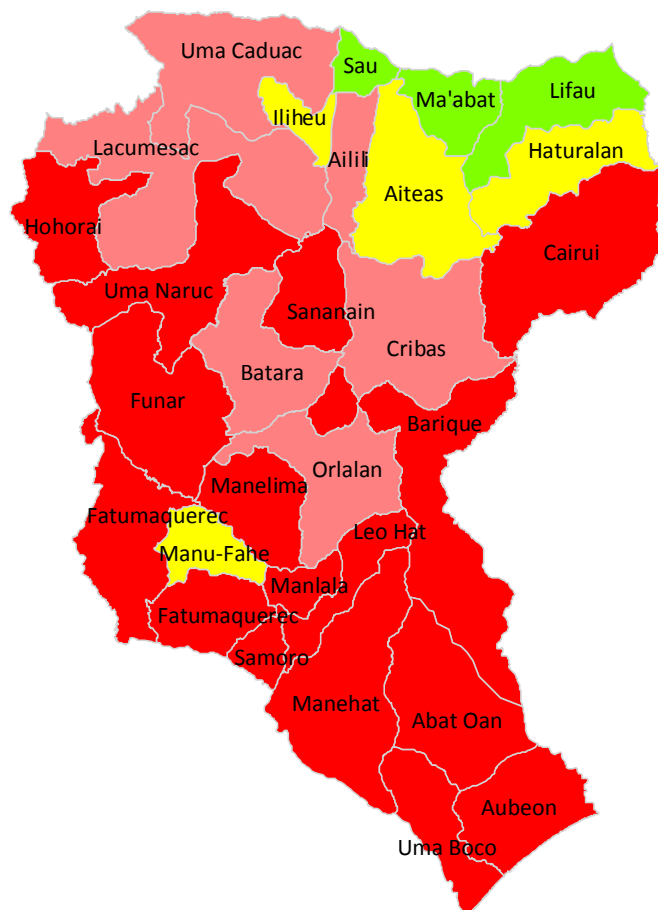 Uma Caduac
Sau
Ma'abat
Lifau
Iliheu
Lacumesac
Ailili
Haturalan
Aiteas
Hohorai
Cairui
Uma Naruc
Sananain
Cribas
Batara
Funar
Barique
Orlalan
Manelima
Fatumaquerec
Leo Hat
Manu-Fahe
Manlala
Fatumaquerec
Samoro
Manehat
Abat Oan
Aubeon
Uma Boco